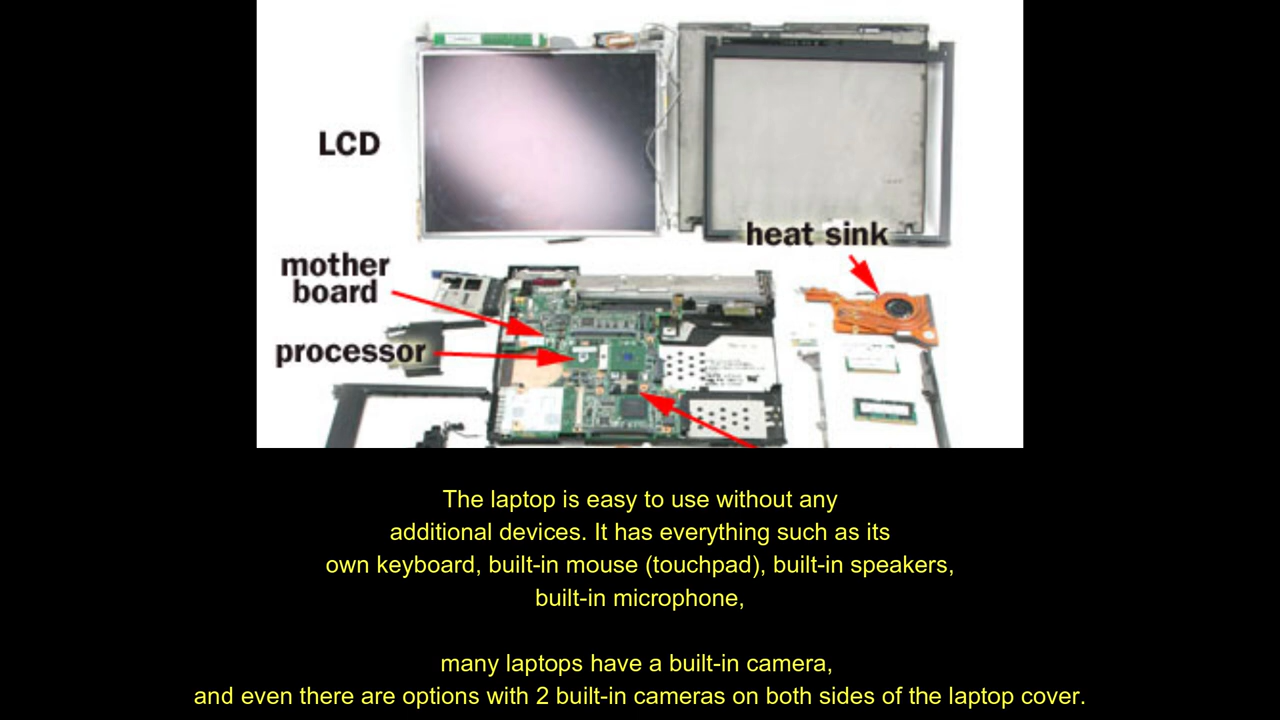 LCD
heat sink
mother
board
processor
The laptop is easy to use without any
additional devices. It has everything such as its
own keyboard, built-in mouse (touchpad), built-in speakers,
built-in microphone,
many laptops have a built-in camera,
and even there are options with 2 built-in cameras on both sides of the laptop cover.